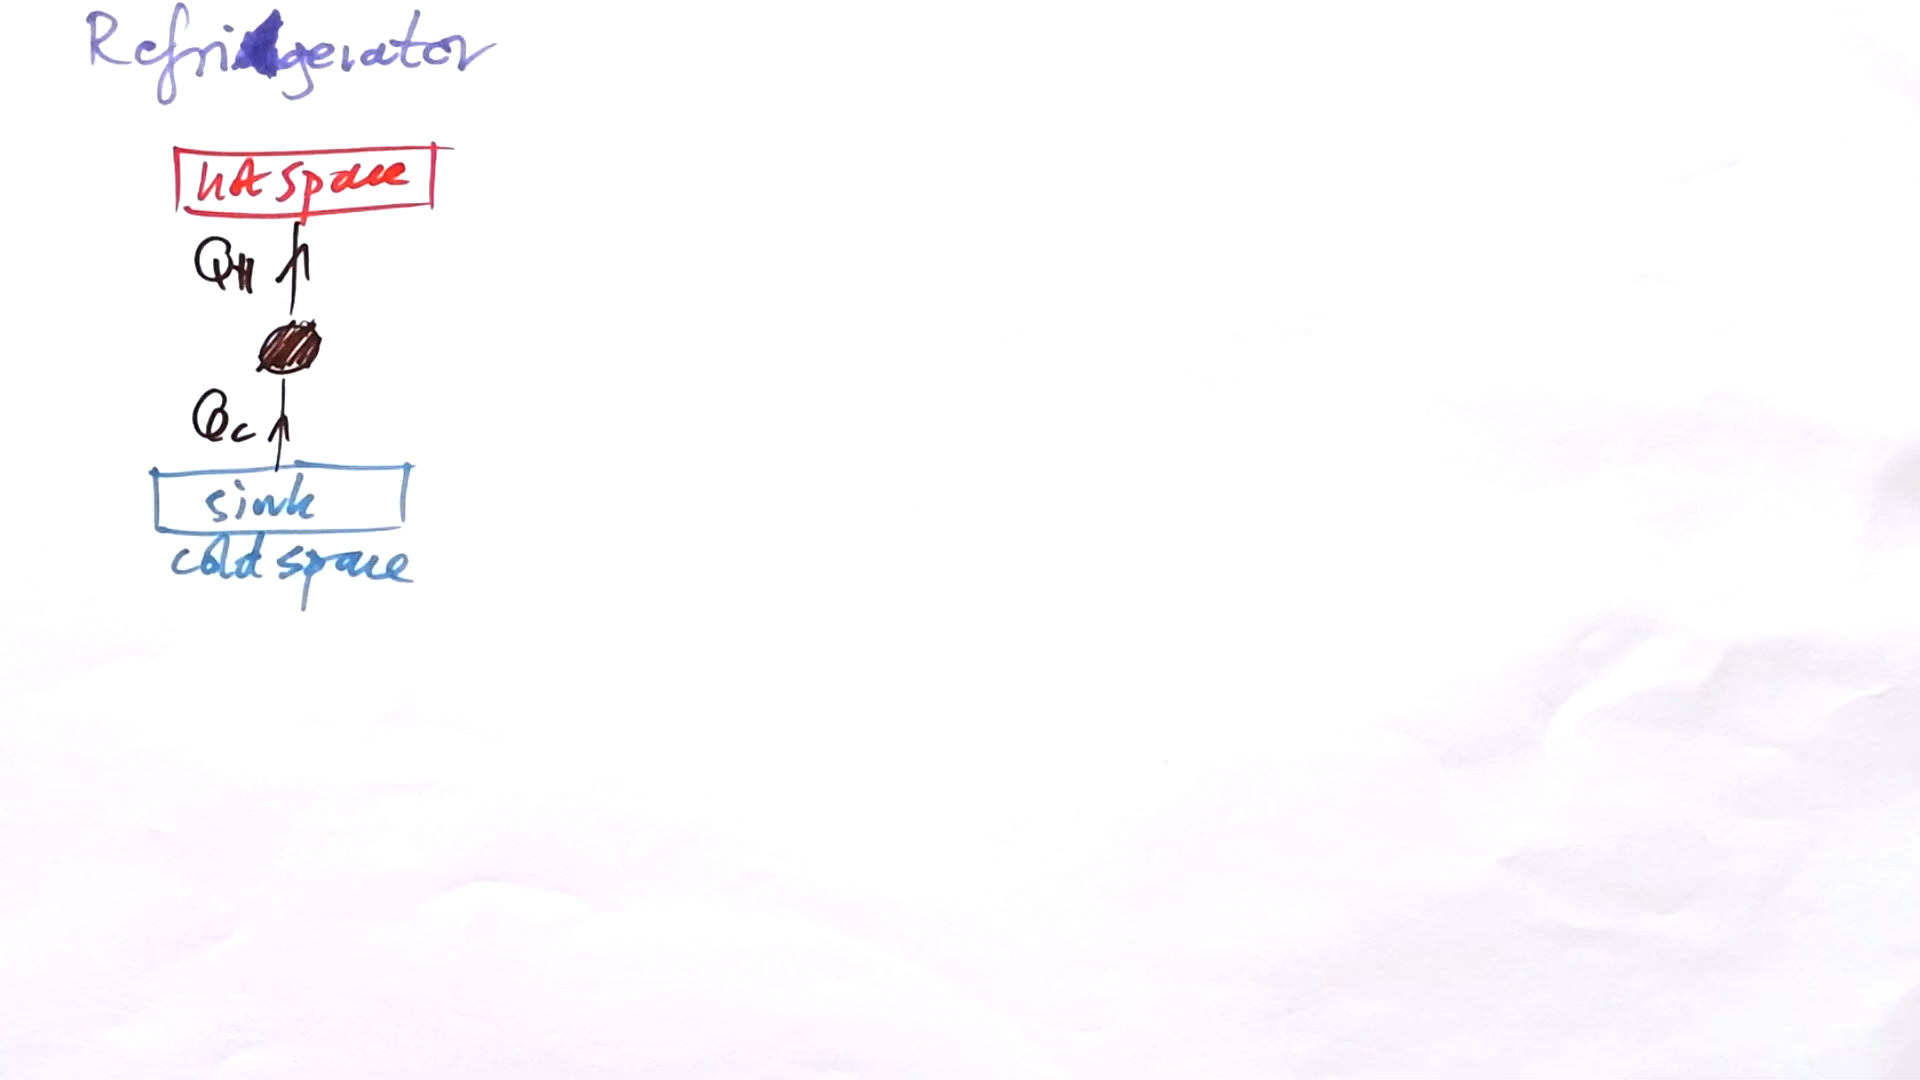 Refrigerator
hot space
QH
Qc
sink
cold space